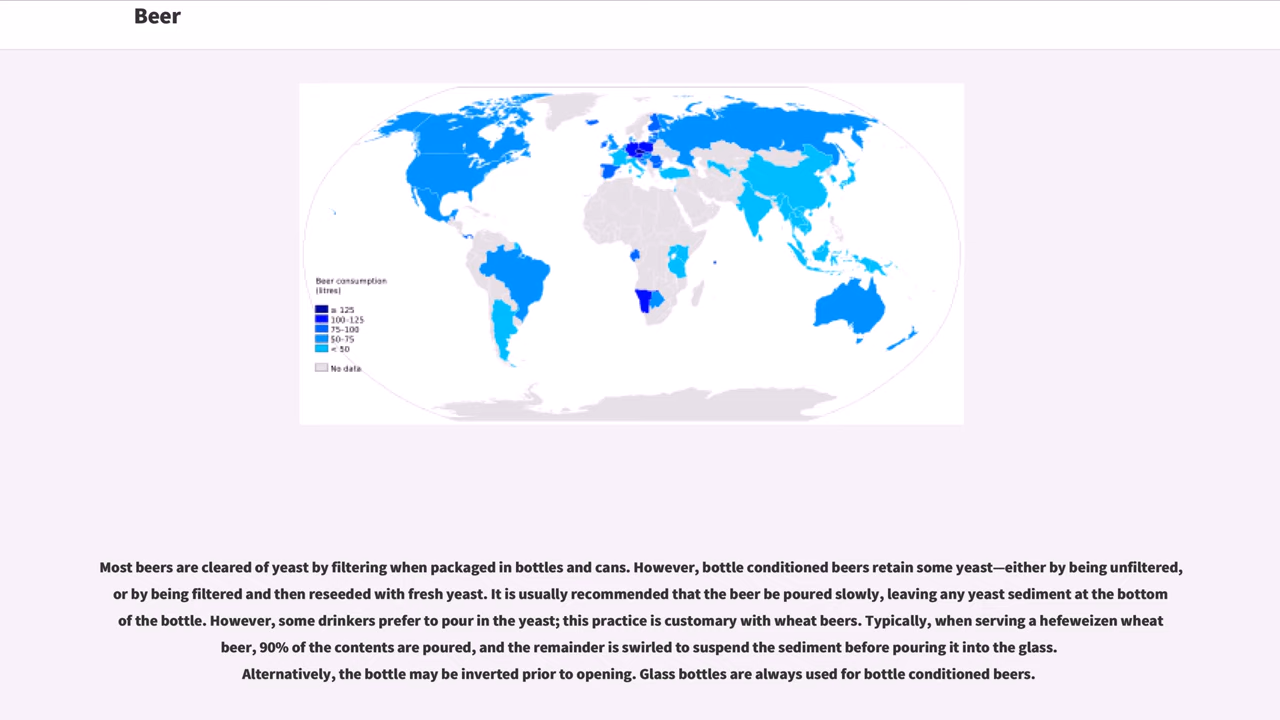 Beer
Beer consumption
(litres)
≥ 125
100-125
75-100
50-75
< 50
No data
Most beers are cleared of yeast by filtering when packaged in bottles and cans. However, bottle conditioned beers retain some yeast—either by being unfiltered,
or by being filtered and then reseeded with fresh yeast. It is usually recommended that the beer be poured slowly, leaving any yeast sediment at the bottom
of the bottle. However, some drinkers prefer to pour in the yeast; this practice is customary with wheat beers. Typically, when serving a hefeweizen wheat
beer, 90% of the contents are poured, and the remainder is swirled to suspend the sediment before pouring it into the glass.
Alternatively, the bottle may be inverted prior to opening. Glass bottles are always used for bottle conditioned beers.